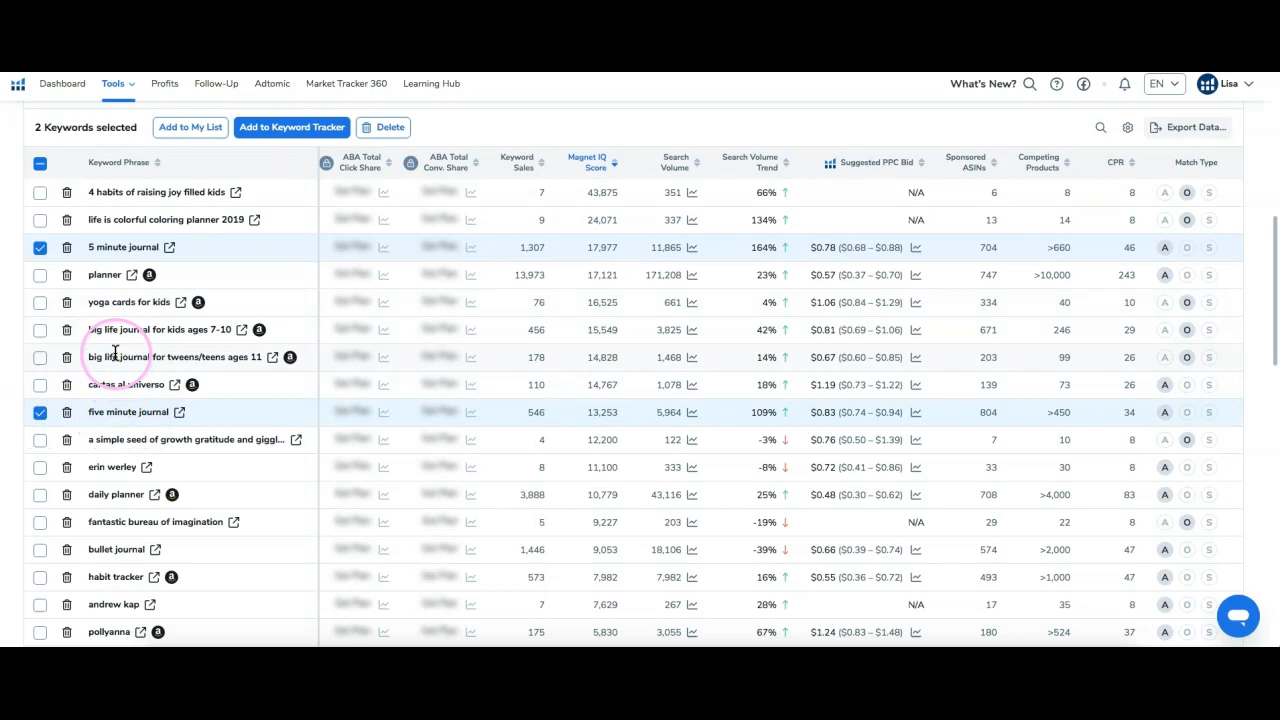 Dashboard Tools Profits Follow-Up Adtomic Market Tracker 360 Learning Hub What's New? EN Lisa
2 Keywords selected Add to My List Add to Keyword Tracker Delete Export Data...
Keyword Phrase ABA Total Click Share ABA Total Conv. Share Keyword Sales Magnet IQ Score Search Volume Search Volume Trend Suggested PPC Bid Sponsored ASINs Competing Products CPR Match Type
4 habits of raising joy filled kids 7 43,875 351 66% ↑ N/A 6 8 8 A O S
life is colorful coloring planner 2019 9 24,071 337 134% ↑ N/A 13 14 8 A O S
5 minute journal 1,307 17,977 11,865 164% ↑ $0.78 ($0.68 – $0.88) 704 >660 46 A O S
planner a 13,973 17,121 171,208 23% ↑ $0.57 ($0.37 – $0.70) 747 >10,000 243 A O S
yoga cards for kids a 76 16,525 661 4% ↑ $1.06 ($0.84 – $1.29) 334 40 10 A O S
big life journal for kids ages 7-10 a 456 15,549 3,825 42% ↑ $0.81 ($0.69 – $1.06) 671 246 29 A O S
big life journal for tweens/teens ages 11 a 178 14,828 1,468 14% ↑ $0.67 ($0.60 – $0.85) 203 99 26 A O S
cartas al universo a 110 14,767 1,078 18% ↑ $1.19 ($0.73 – $1.22) 139 73 26 A O S
five minute journal 546 13,253 5,964 109% ↑ $0.83 ($0.74 – $0.94) 804 >450 34 A O S
a simple seed of growth gratitude and giggl... 4 12,200 122 -3% ↓ $0.76 ($0.50 – $1.39) 7 10 8 A O S
erin werley 8 11,100 333 -8% ↓ $0.72 ($0.41 – $0.86) 33 30 8 A O S
daily planner a 3,888 10,779 43,116 25% ↑ $0.48 ($0.30 – $0.62) 708 >4,000 83 A O S
fantastic bureau of imagination 5 9,227 203 -19% ↓ N/A 29 22 8 A O S
bullet journal 1,446 9,053 18,106 -39% ↓ $0.66 ($0.39 – $0.74) 574 >2,000 47 A O S
habit tracker a 573 7,982 7,982 16% ↑ $0.55 ($0.36 – $0.72) 493 >1,000 47 A O S
andrew kap 7 7,629 267 28% ↑ N/A 17 35 8 A O S
pollyanna a 175 5,830 3,055 67% ↑ $1.24 ($0.83 – $1.48) 180 >524 37 A O S